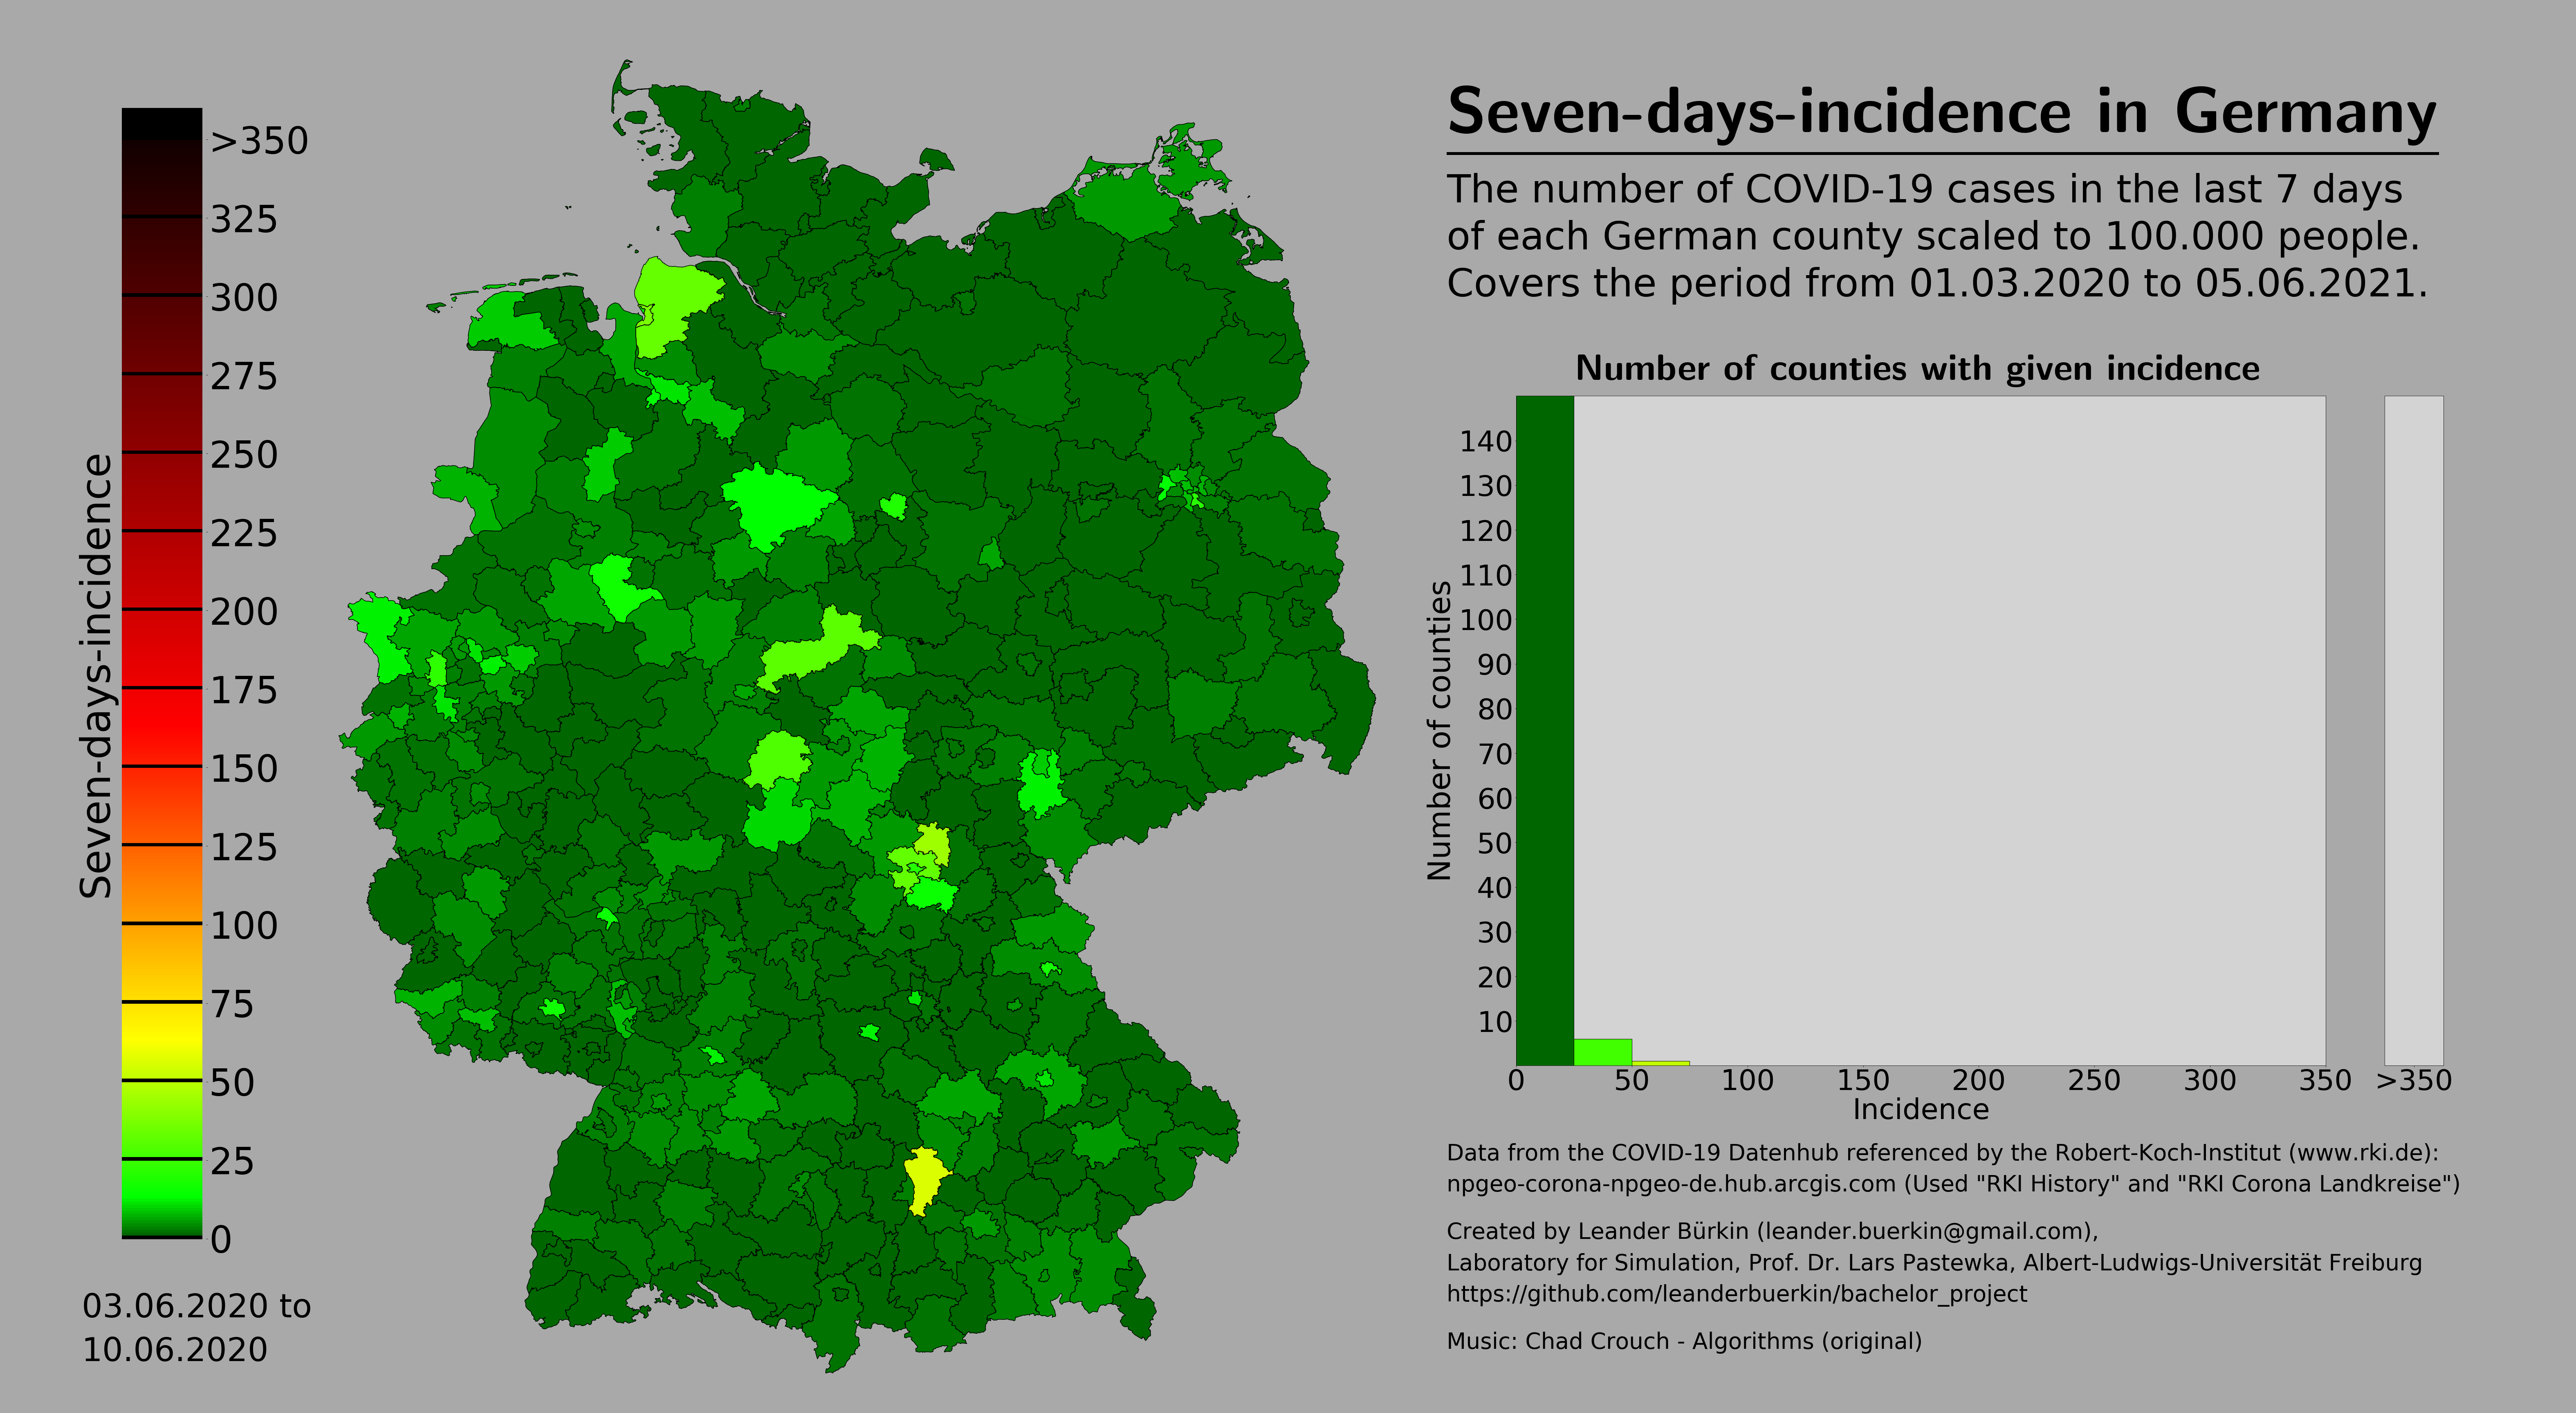 Seven-days-incidence
>350
325
300
275
250
225
200
175
150
125
100
75
50
25
0
03.06.2020 to
10.06.2020
Seven-days-incidence in Germany
The number of COVID-19 cases in the last 7 days
of each German county scaled to 100.000 people.
Covers the period from 01.03.2020 to 05.06.2021.
Number of counties with given incidence
Number of counties
140
130
120
110
100
90
80
70
60
50
40
30
20
10
0 50 100 150 200 250 300 350 >350
Incidence
Data from the COVID-19 Datenhub referenced by the Robert-Koch-Institut (www.rki.de):
npgeo-corona-npgeo-de.hub.arcgis.com (Used "RKI History" and "RKI Corona Landkreise")
Created by Leander Bürkin (leander.buerkin@gmail.com),
Laboratory for Simulation, Prof. Dr. Lars Pastewka, Albert-Ludwigs-Universität Freiburg
https://github.com/leanderbuerkin/bachelor_project
Music: Chad Crouch - Algorithms (original)